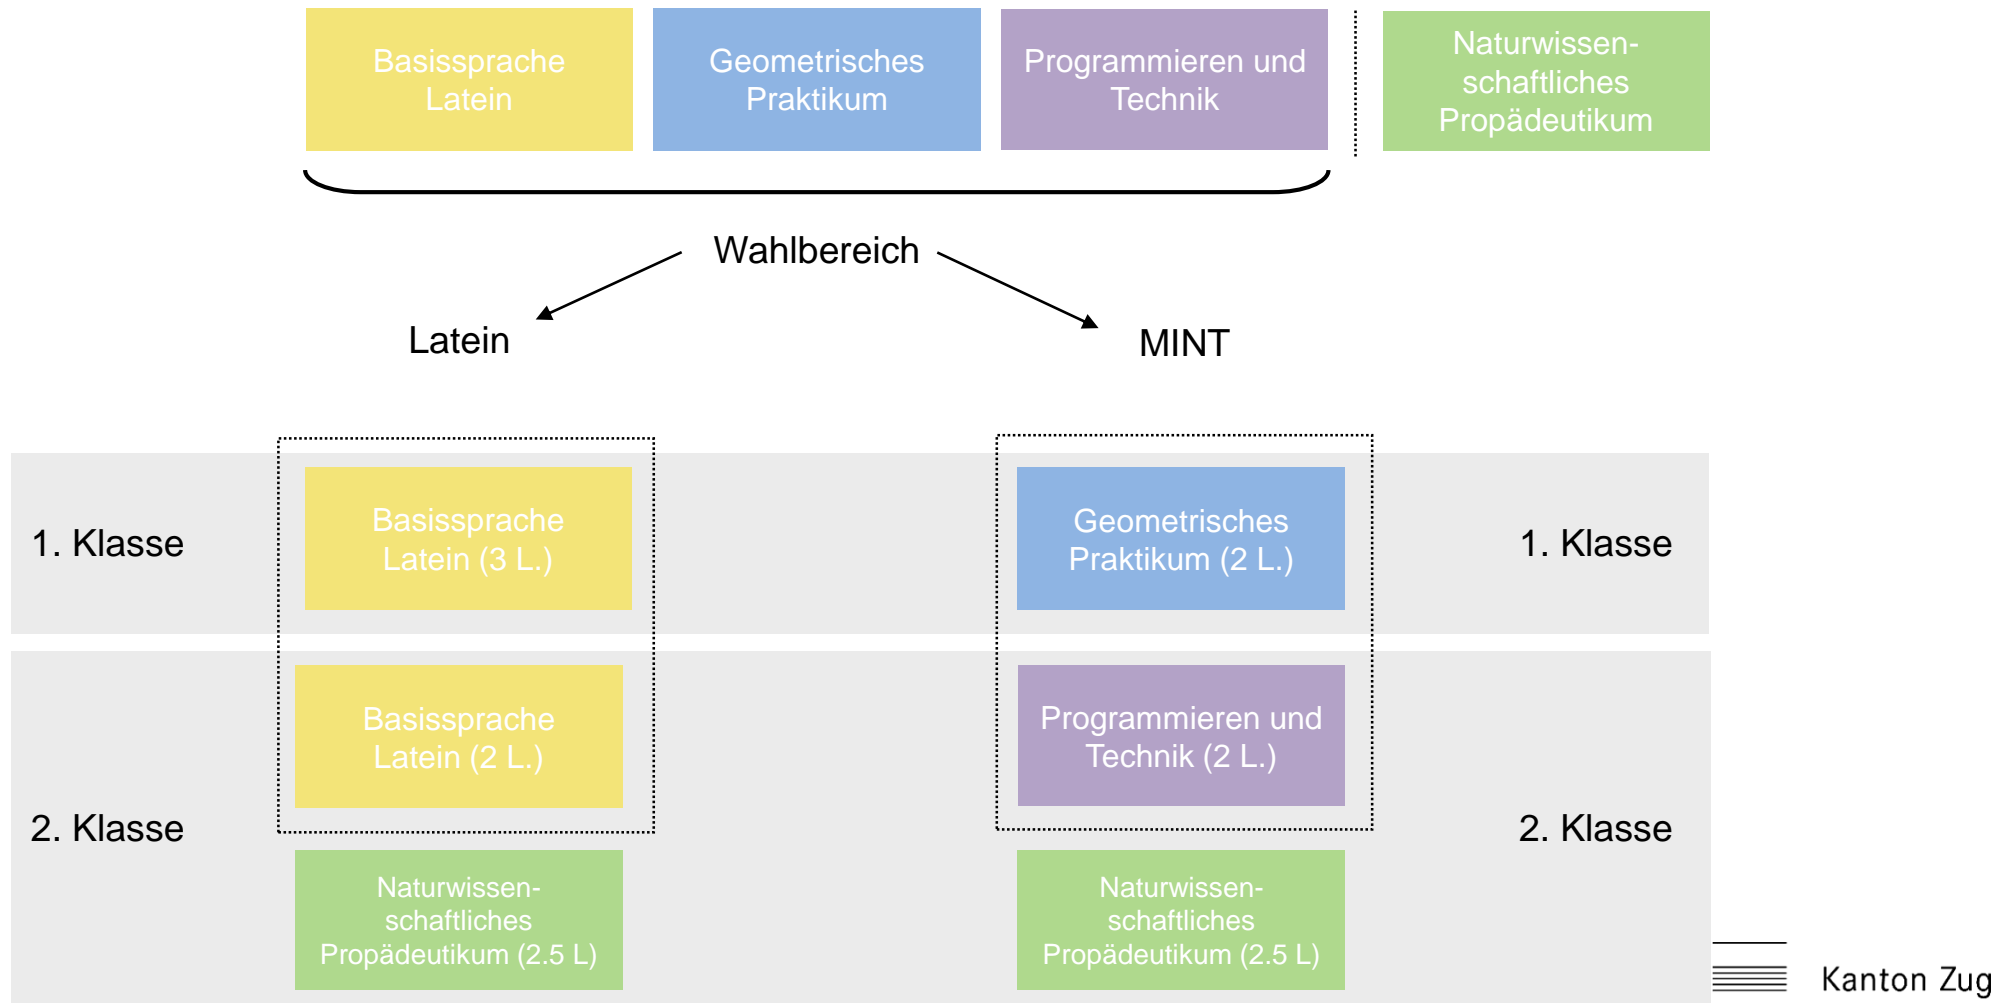 Basissprache
Latein
Geometrisches
Praktikum
Programmieren und
Technik
Naturwissen-
schaftliches
Propädeutikum
Wahlbereich
Latein
MINT
1. Klasse
Basissprache
Latein (3 L.)
Geometrisches
Praktikum (2 L.)
1. Klasse
2. Klasse
Basissprache
Latein (2 L.)
Programmieren und
Technik (2 L.)
2. Klasse
Naturwissen-
schaftliches
Propädeutikum (2.5 L)
Naturwissen-
schaftliches
Propädeutikum (2.5 L)
Kanton Zug